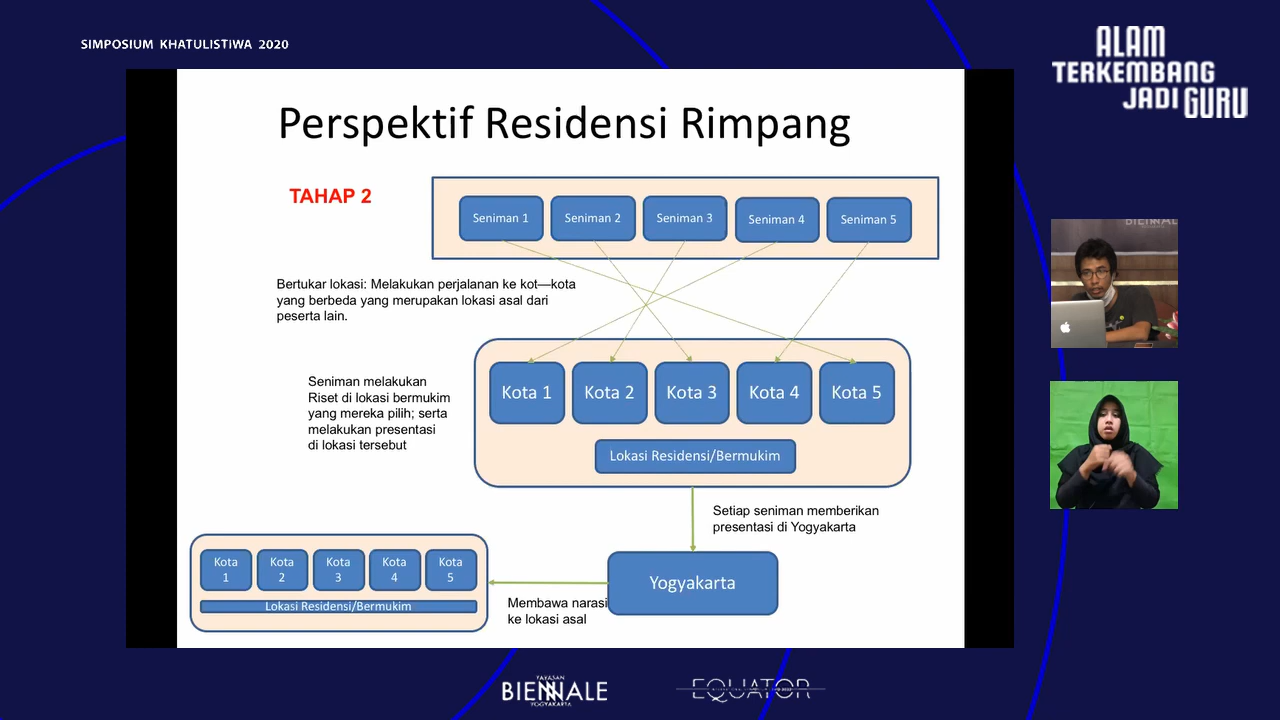 SIMPOSIUM KHATULISTIWA 2020
ALAM
TERKEMBANG
JADI GURU
Perspektif Residensi Rimpang
TAHAP 2
Seniman 1
Seniman 2
Seniman 3
Seniman 4
Seniman 5
Bertukar lokasi: Melakukan perjalanan ke kot—kota
yang berbeda yang merupakan lokasi asal dari
peserta lain.
Seniman melakukan
Riset di lokasi bermukim
yang mereka pilih; serta
melakukan presentasi
di lokasi tersebut
Kota 1
Kota 2
Kota 3
Kota 4
Kota 5
Lokasi Residensi/Bermukim
Setiap seniman memberikan
presentasi di Yogyakarta
Yogyakarta
Membawa narasi
ke lokasi asal
Kota
1
Kota
2
Kota
3
Kota
4
Kota
5
Lokasi Residensi/Bermukim
YAYASAN
BIENNALE
YOGYAKARTA
EQUATOR